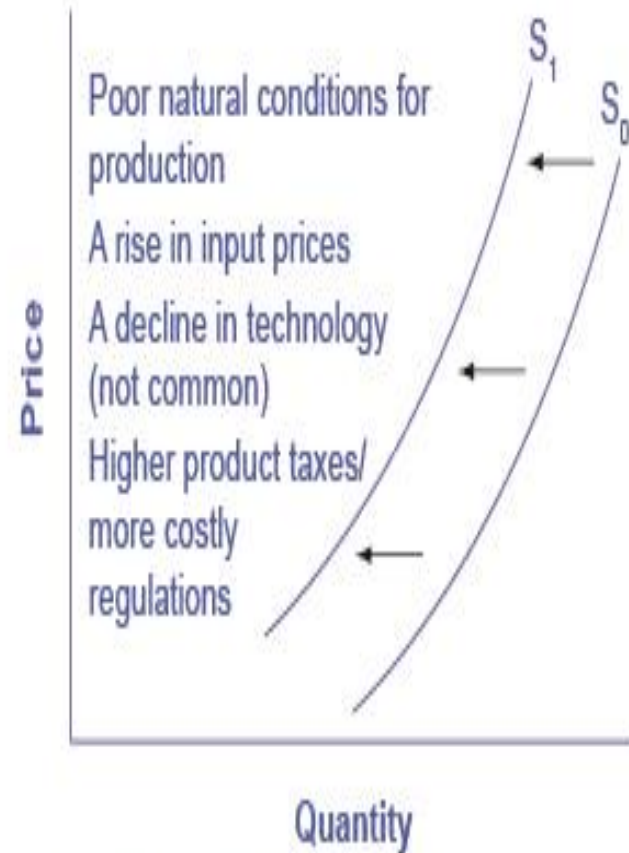 S1
S0
Poor natural conditions for
production
A rise in input prices
A decline in technology
(not common)
Higher product taxes/
more costly
regulations
Price
Quantity